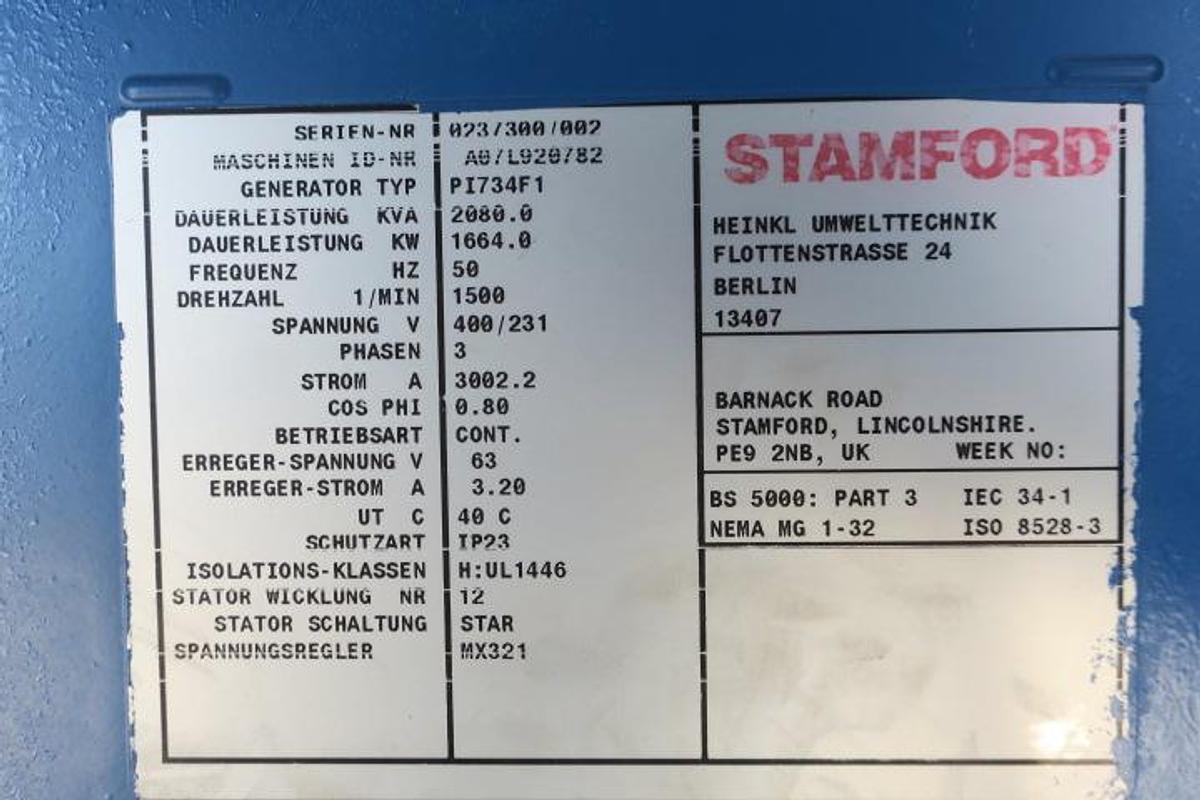 SERIEN-NR 023/300/002
MASCHINEN ID-NR A0/L920782
GENERATOR TYP PI734F1
DAUERLEISTUNG KVA 2080.0
DAUERLEISTUNG KW 1664.0
FREQUENZ HZ 50
DREHZAHL 1/MIN 1500
SPANNUNG V 400/231
PHASEN 3
STROM A 3002.2
COS PHI 0.80
BETRIEBSART CONT.
ERREGER-SPANNUNG V 63
ERREGER-STROM A 3.20
UT C 40 C
SCHUTZART IP23
ISOLATIONS-KLASSEN H:UL1446
STATOR WICKLUNG NR 12
STATOR SCHALTUNG STAR
SPANNUNGSREGLER MX321
STAMFORD
HEINKL UMWELTTECHNIK
FLOTTENSTRASSE 24
BERLIN
13407
BARNACK ROAD
STAMFORD, LINCOLNSHIRE.
PE9 2NB, UK WEEK NO:
BS 5000: PART 3 IEC 34-1
NEMA MG 1-32 ISO 8528-3